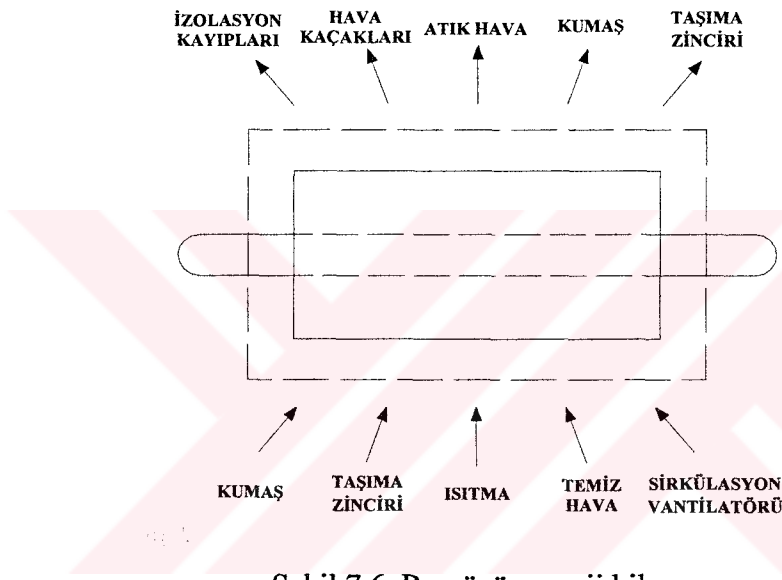 İZOLASYON
KAYIPLARI
HAVA
KAÇAKLARI
ATIK HAVA
KUMAŞ
TAŞIMA
ZİNCİRİ
KUMAŞ
TAŞIMA
ZİNCİRİ
ISITMA
TEMİZ
HAVA
SİRKÜLASYON
VANTİLATÖRÜ